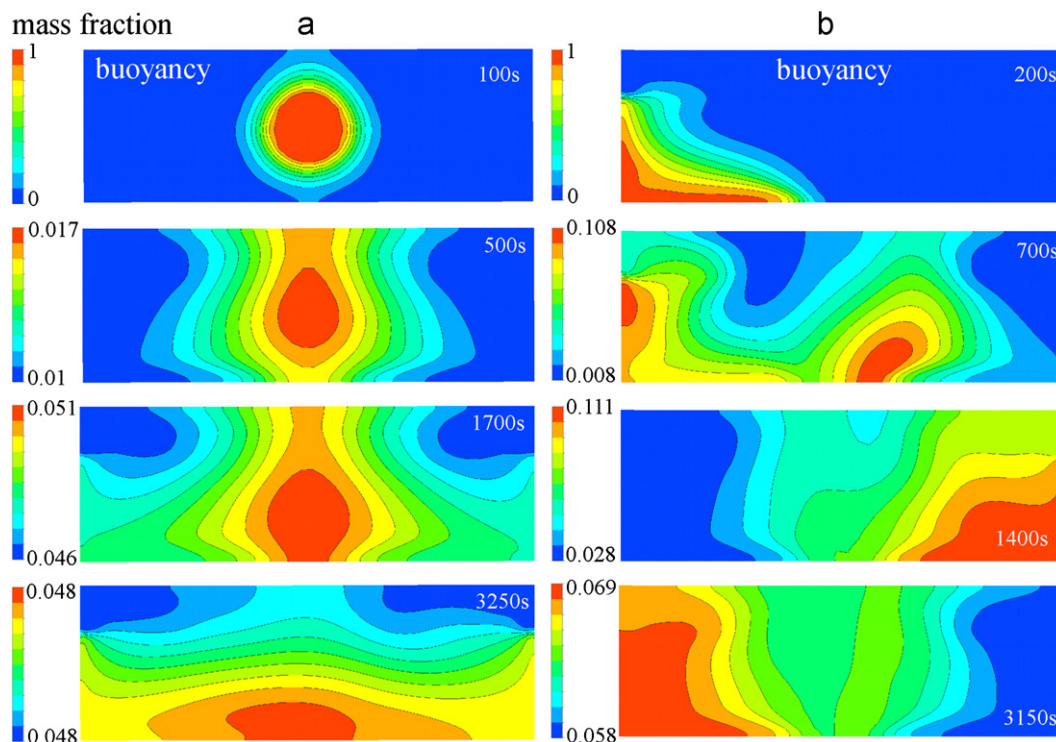 mass fraction
a
b
1
buoyancy
100s
0
1
buoyancy
200s
0
0.017
500s
0.01
0.108
700s
0.008
0.051
1700s
0.046
0.111
1400s
0.028
0.048
3250s
0.048
0.069
3150s
0.058